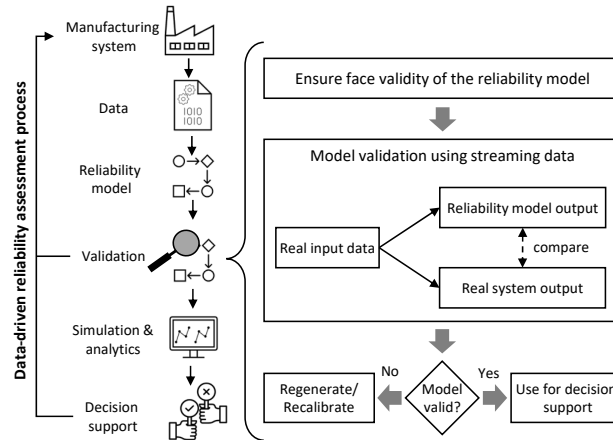 Data-driven reliability assessment process
Manufacturing
system
Data
1010
1010
Reliability
model
Validation
Simulation &
analytics
Decision
support
Ensure face validity of the reliability model
Model validation using streaming data
Real input data
Reliability model output
compare
Real system output
No
Model
valid?
Yes
Regenerate/
Recalibrate
Use for decision
support